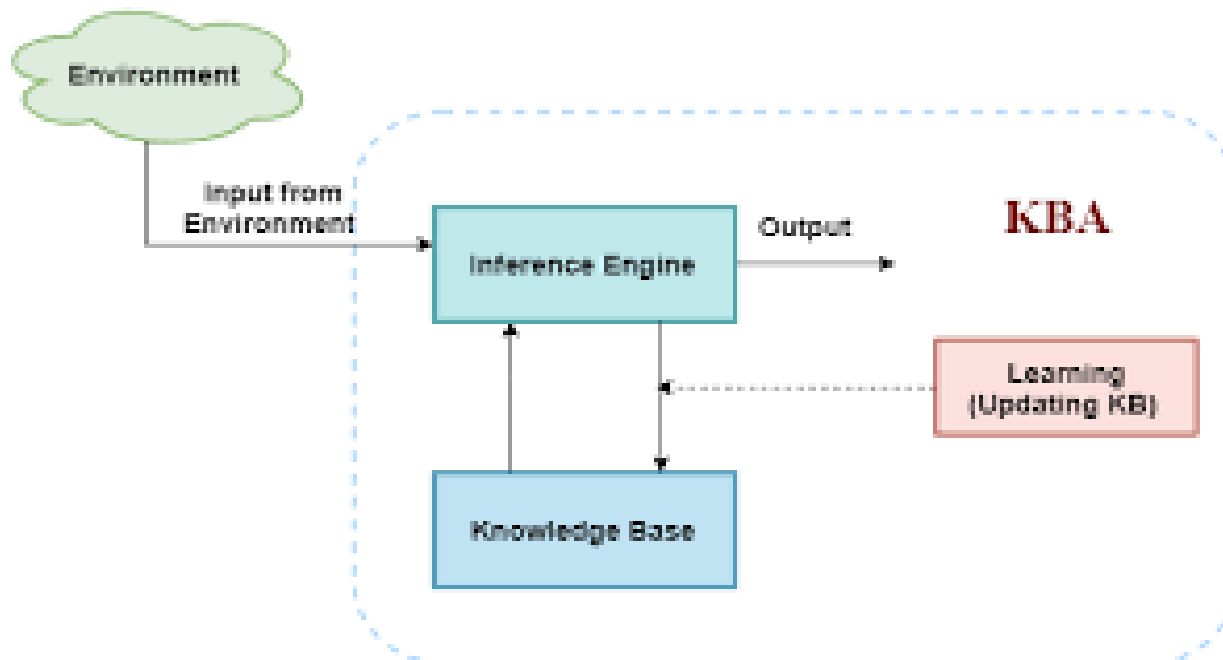 Environment
Input from
Environment
Inference Engine
Output
KBA
Learning
(Updating KB)
Knowledge Base